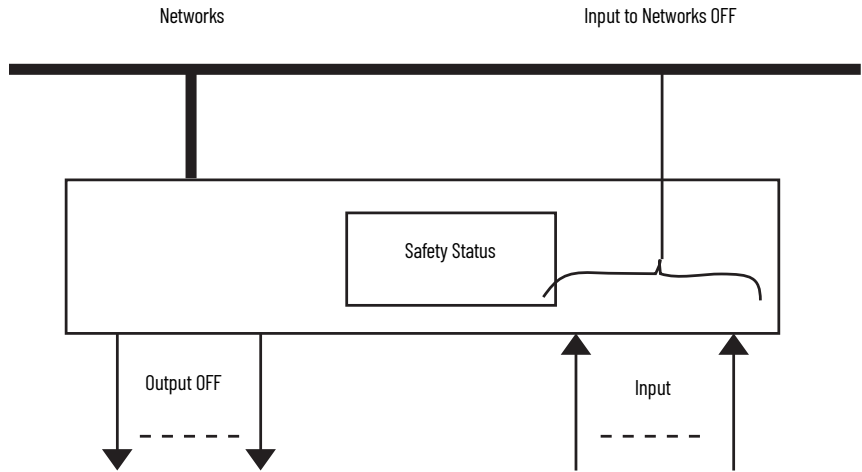 Networks
Input to Networks OFF
Safety Status
Output OFF
Input